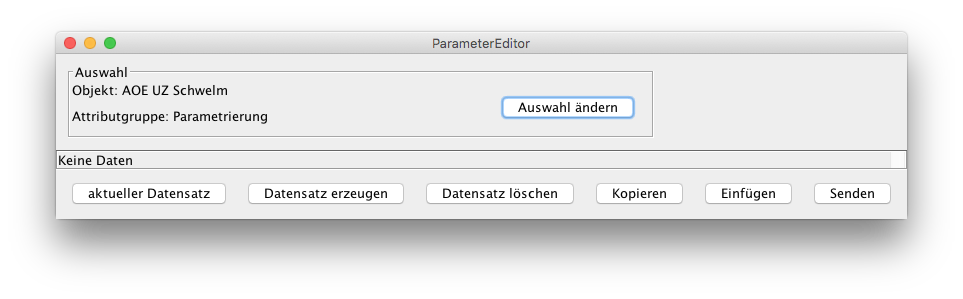 ParameterEditor
Auswahl
Objekt: AOE UZ Schwelm
Auswahl ändern
Attributgruppe: Parametrierung
Keine Daten
aktueller Datensatz Datensatz erzeugen Datensatz löschen Kopieren Einfügen Senden